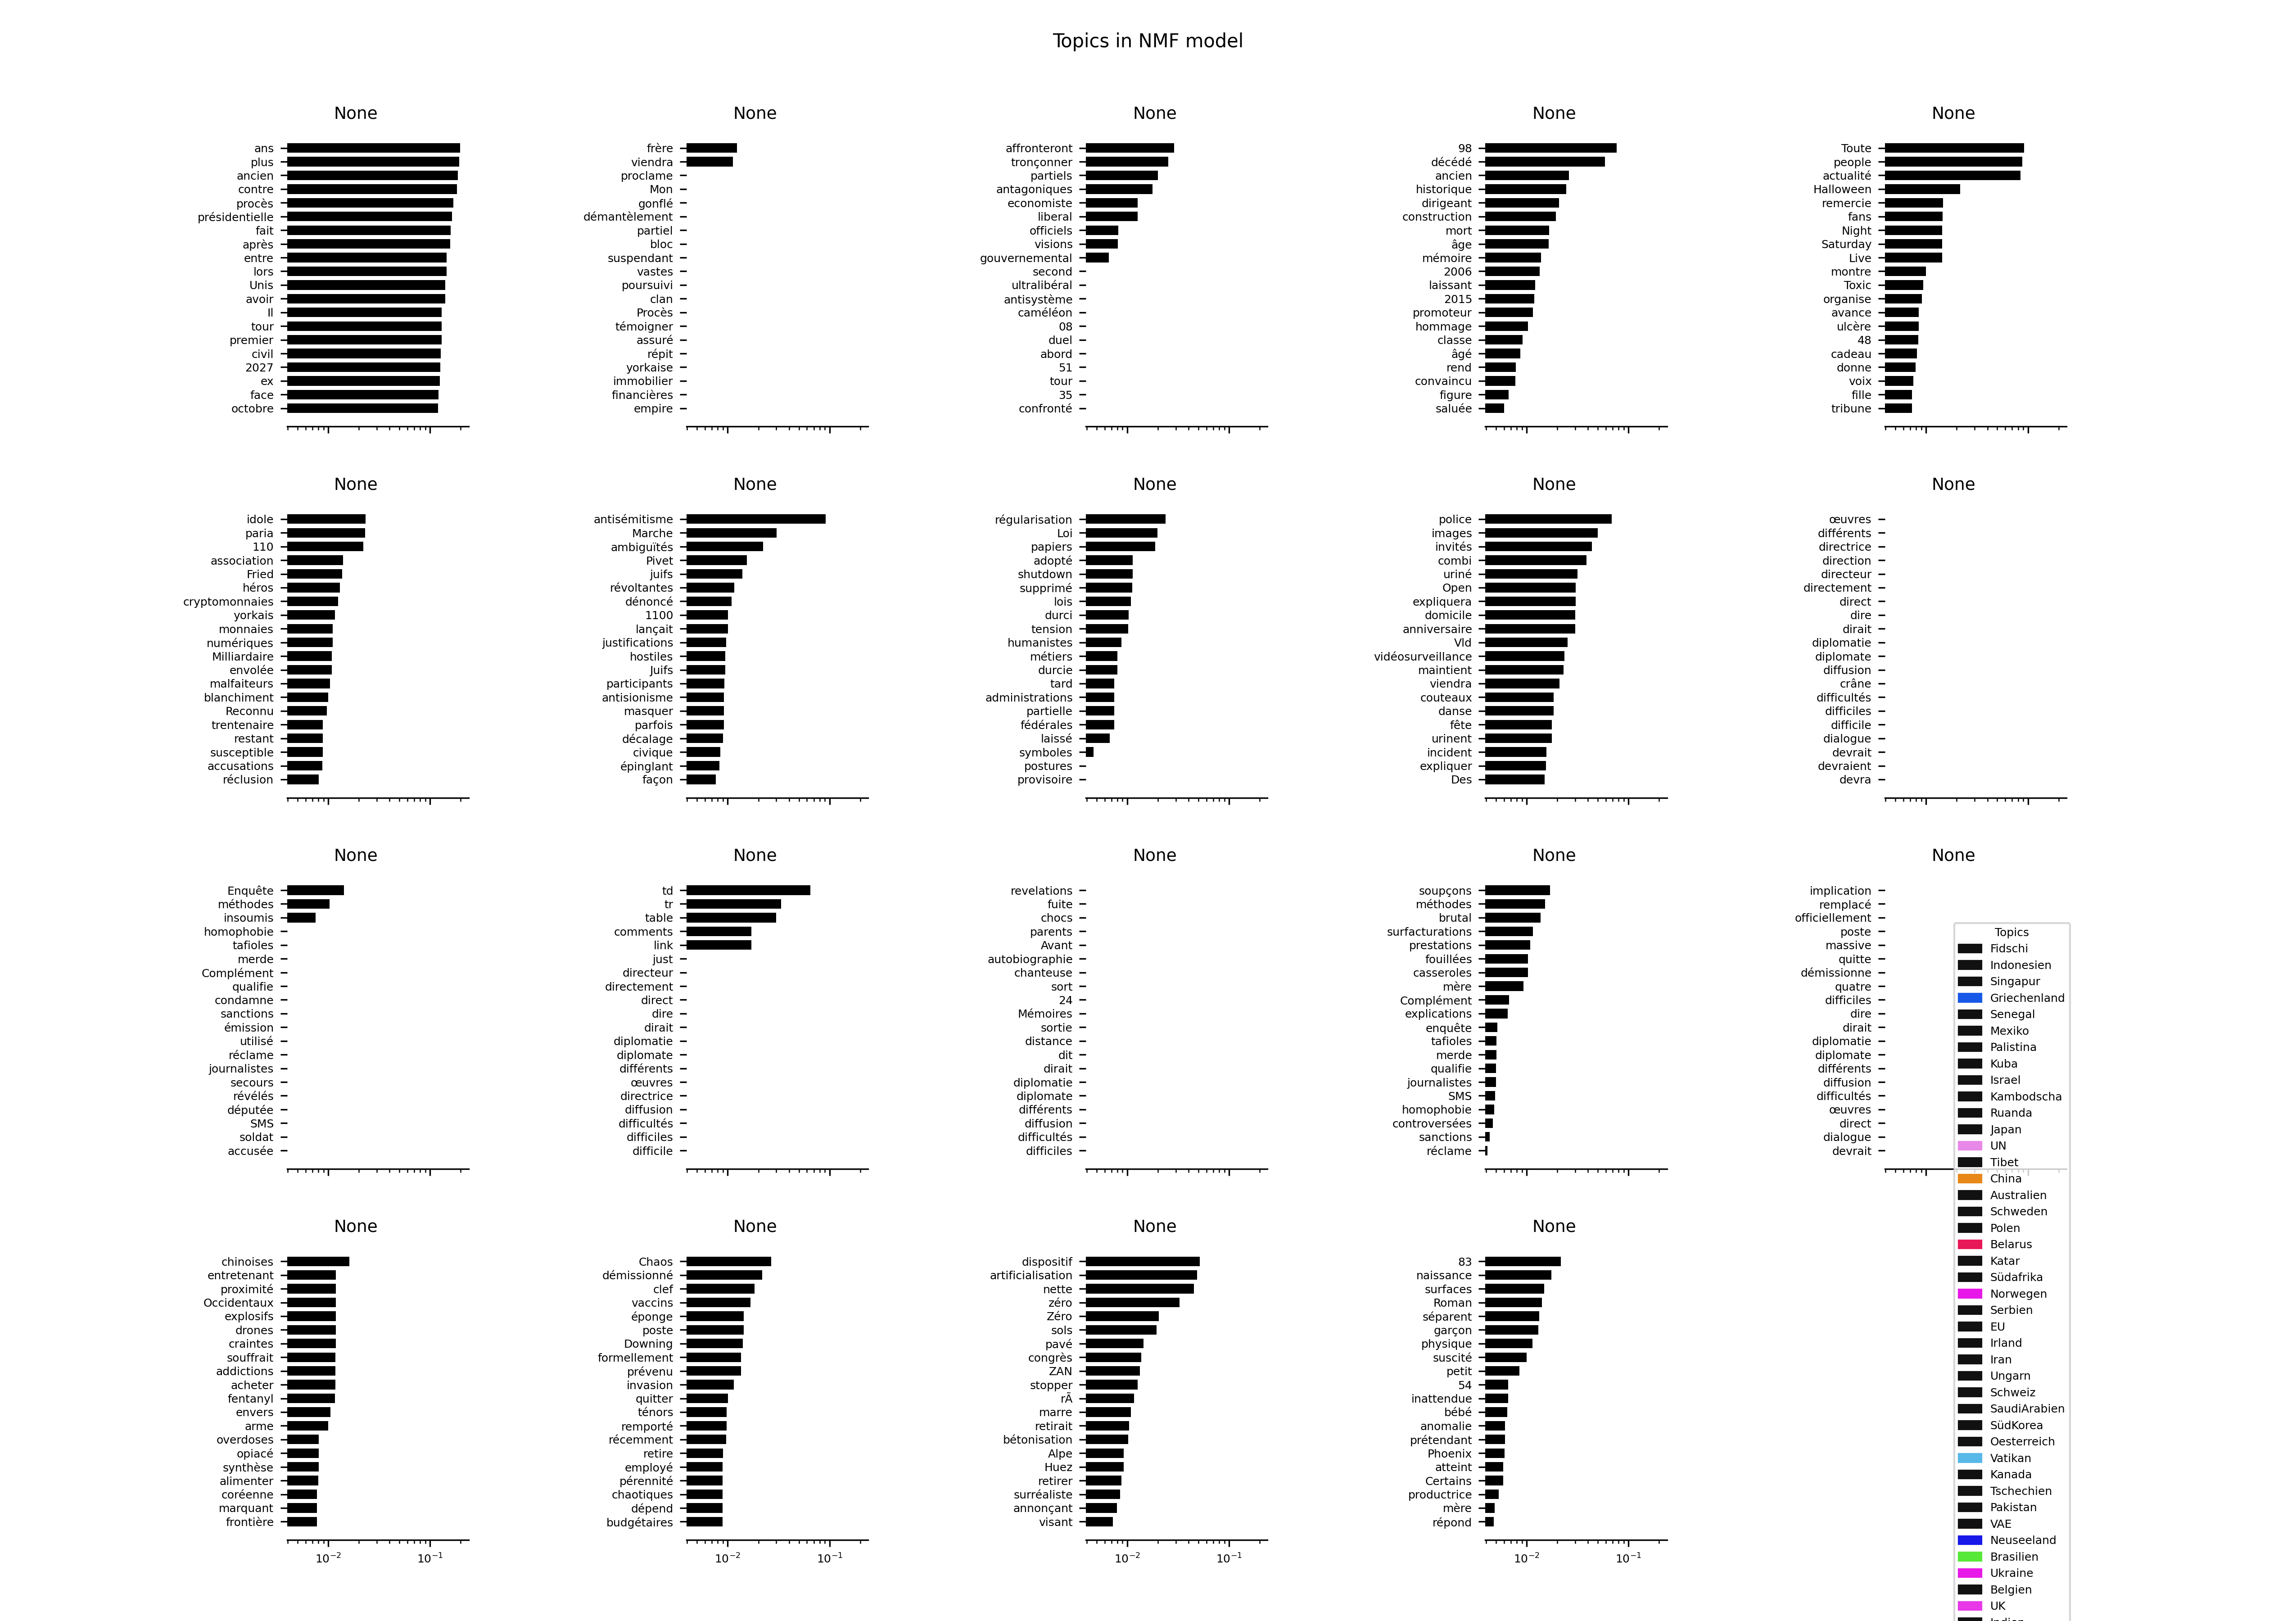 Topics in NMF model
None
ans
plus
ancien
contre
procès
présidentielle
fait
après
entre
lors
Unis
avoir
Il
tour
premier
civil
2027
ex
face
octobre
None
frère
viendra
proclame
Mon
gonflé
démantèlement
partiel
bloc
suspendant
vastes
poursuivi
clan
Procès
témoigner
assuré
répit
yorkaise
immobilier
financières
empire
None
affronteront
tronçonner
partiels
antagoniques
economiste
liberal
officiels
visions
gouvernemental
second
ultralibéral
antisystème
caméléon
08
duel
abord
51
tour
35
confronté
None
98
décédé
ancien
historique
dirigeant
construction
mort
âge
mémoire
2006
laissant
2015
promoteur
hommage
classe
âgé
rend
convaincu
figure
saluée
None
Toute
people
actualité
Halloween
remercie
fans
Night
Saturday
Live
montre
Toxic
organise
avance
ulcère
48
cadeau
donne
voix
fille
tribune
None
idole
paria
110
association
Fried
héros
cryptomonnaies
yorkais
monnaies
numériques
Milliardaire
envolée
malfaiteurs
blanchiment
Reconnu
trentenaire
restant
susceptible
accusations
réclusion
None
antisémitisme
Marche
ambiguïtés
Pivet
juifs
révoltantes
dénoncé
1100
lançait
justifications
hostiles
Juifs
participants
antisionisme
masquer
parfois
décalage
civique
épinglant
façon
None
régularisation
Loi
papiers
adopté
shutdown
supprimé
lois
durci
tension
humanistes
métiers
durcie
tard
administrations
partielle
fédérales
laissé
symboles
postures
provisoire
None
police
images
invités
combi
uriné
Open
expliquera
domicile
anniversaire
Vld
vidéosurveillance
maintient
viendra
couteaux
danse
fête
urinent
incident
expliquer
Des
None
œuvres
différents
directrice
direction
directeur
directement
direct
dire
dirait
diplomatie
diplomate
diffusion
crâne
difficultés
difficiles
difficile
dialogue
devrait
devraient
devra
None
Enquête
méthodes
insoumis
homophobie
tafioles
merde
Complément
qualifie
condamne
sanctions
émission
utilisé
réclame
journalistes
secours
révélés
députée
SMS
soldat
accusée
None
td
tr
table
comments
link
just
directeur
directement
direct
dire
dirait
diplomatie
diplomate
différents
œuvres
directrice
diffusion
difficultés
difficiles
difficile
None
revelations
fuite
chocs
parents
Avant
autobiographie
chanteuse
sort
24
Mémoires
sortie
distance
dit
dirait
diplomatie
diplomate
différents
diffusion
difficultés
difficiles
None
soupçons
méthodes
brutal
surfacturations
prestations
fouillées
casseroles
mère
Complément
explications
enquête
tafioles
merde
qualifie
journalistes
SMS
homophobie
controversées
sanctions
réclame
None
implication
remplacé
officiellement
poste
massive
quitte
démissionne
quatre
difficiles
dire
dirait
diplomatie
diplomate
différents
diffusion
difficultés
œuvres
direct
dialogue
devrait
None
chinoises
entretenant
proximité
Occidentaux
explosifs
drones
craintes
souffrait
addictions
acheter
fentanyl
envers
arme
overdoses
opiacé
synthèse
alimenter
coréenne
marquant
frontière
10⁻² 10⁻¹
None
Chaos
démissionné
clef
vaccins
éponge
poste
Downing
formellement
prévenu
invasion
quitter
ténors
remporté
récemment
retire
employé
pérennité
chaotiques
dépend
budgétaires
10⁻² 10⁻¹
None
dispositif
artificialisation
nette
zéro
Zéro
sols
pavé
congrès
ZAN
stopper
rÃ
marre
retirait
bétonisation
Alpe
Huez
retirer
surréaliste
annonçant
visant
10⁻² 10⁻¹
None
83
naissance
surfaces
Roman
séparent
garçon
physique
suscité
petit
54
inattendue
bébé
anomalie
prétendant
Phoenix
atteint
Certains
productrice
mère
répond
10⁻² 10⁻¹
Topics
Fidschi
Indonesien
Singapur
Griechenland
Senegal
Mexiko
Palistina
Kuba
Israel
Kambodscha
Ruanda
Japan
UN
Tibet
China
Australien
Schweden
Polen
Belarus
Katar
Südafrika
Norwegen
Serbien
EU
Irland
Iran
Ungarn
Schweiz
SaudiArabien
SüdKorea
Oesterreich
Vatikan
Kanada
Tschechien
Pakistan
VAE
Neuseeland
Brasilien
Ukraine
Belgien
UK